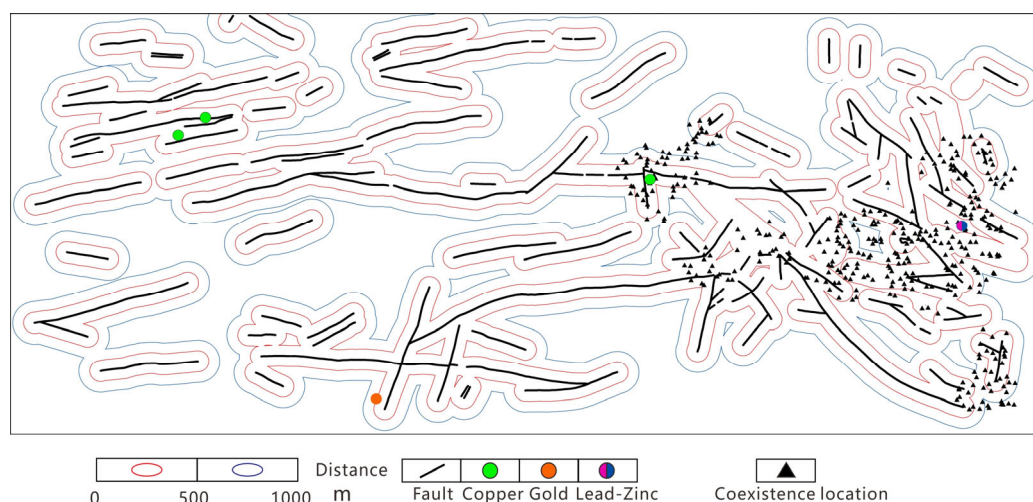 Distance
Fault Copper Gold Lead-Zinc
Coexistence location
0 500 1000 m